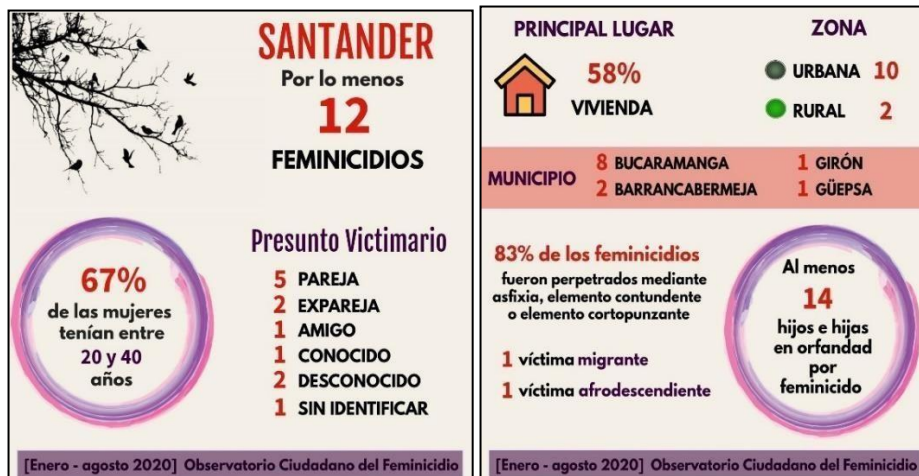 SANTANDER
Por lo menos
12
FEMINICIDIOS
67%
de las mujeres
tenían entre
20 y 40
años
Presunto Victimario
5 PAREJA
2 EXPAREJA
1 AMIGO
1 CONOCIDO
2 DESCONOCIDO
1 SIN IDENTIFICAR
[Enero - agosto 2020] Observatorio Ciudadano del Feminicidio
PRINCIPAL LUGAR
58%
VIVIENDA
ZONA
URBANA 10
RURAL 2
MUNICIPIO
8 BUCARAMANGA
2 BARRANCABERMEJA
1 GIRÓN
1 GÜEPSA
83% de los feminicidios
fueron perpetrados mediante
asfixia, elemento contundente
o elemento cortopunzante
1 víctima migrante
1 víctima afrodescendiente
Al menos
14
hijos e hijas
en orfandad
por
feminicido
[Enero - agosto 2020] Observatorio Ciudadano del Feminicidio